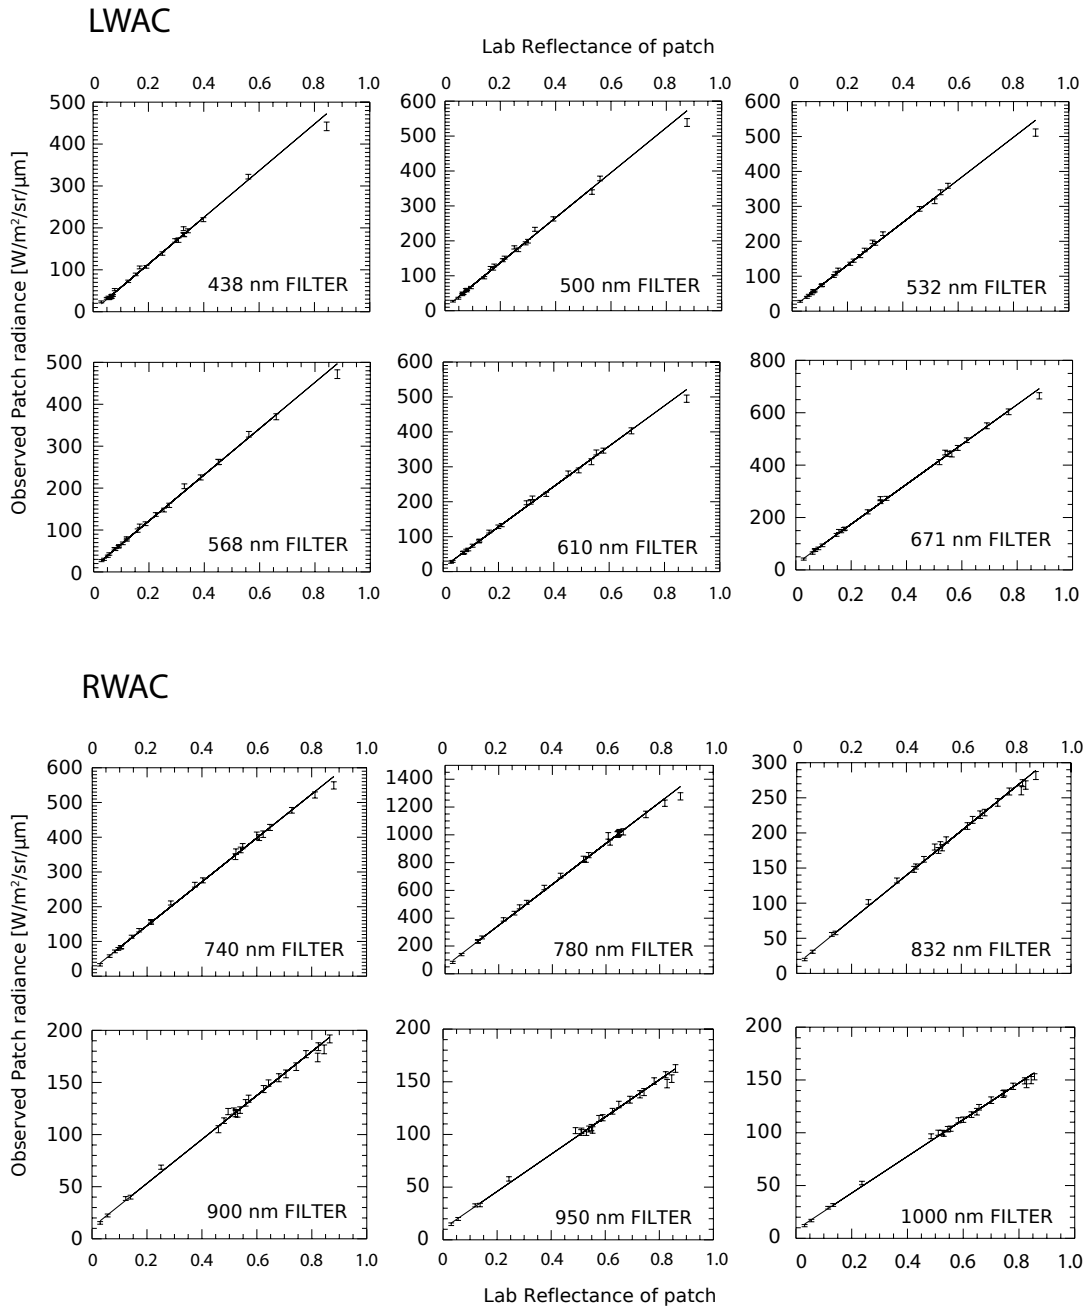 LWAC
Lab Reflectance of patch
0 0.2 0.4 0.6 0.8 1.0 0 0.2 0.4 0.6 0.8 1.0 0 0.2 0.4 0.6 0.8 1.0
500 600 600
400 500 500
300 400 400
200 300 300
100 200 200
0 100 100
0 0
438 nm FILTER 500 nm FILTER 532 nm FILTER
Observed Patch radiance [W/m²/sr/μm]
500 600 800
400 500 600
300 400 400
200 300 200
100 200 0
0 100
0
568 nm FILTER 610 nm FILTER 671 nm FILTER
0 0.2 0.4 0.6 0.8 1.0 0 0.2 0.4 0.6 0.8 1.0 0 0.2 0.4 0.6 0.8 1.0
RWAC
0 0.2 0.4 0.6 0.8 1.0 0 0.2 0.4 0.6 0.8 1.0 0 0.2 0.4 0.6 0.8 1.0
600 1400 300
500 1200 250
400 1000 200
300 800 150
200 600 100
100 400 50
0 200 0
0
740 nm FILTER 780 nm FILTER 832 nm FILTER
Observed Patch radiance [W/m²/sr/μm]
200 200 200
150 150 150
100 100 100
50 50 50
0 0 0
900 nm FILTER 950 nm FILTER 1000 nm FILTER
0 0.2 0.4 0.6 0.8 1.0 0 0.2 0.4 0.6 0.8 1.0 0 0.2 0.4 0.6 0.8 1.0
Lab Reflectance of patch